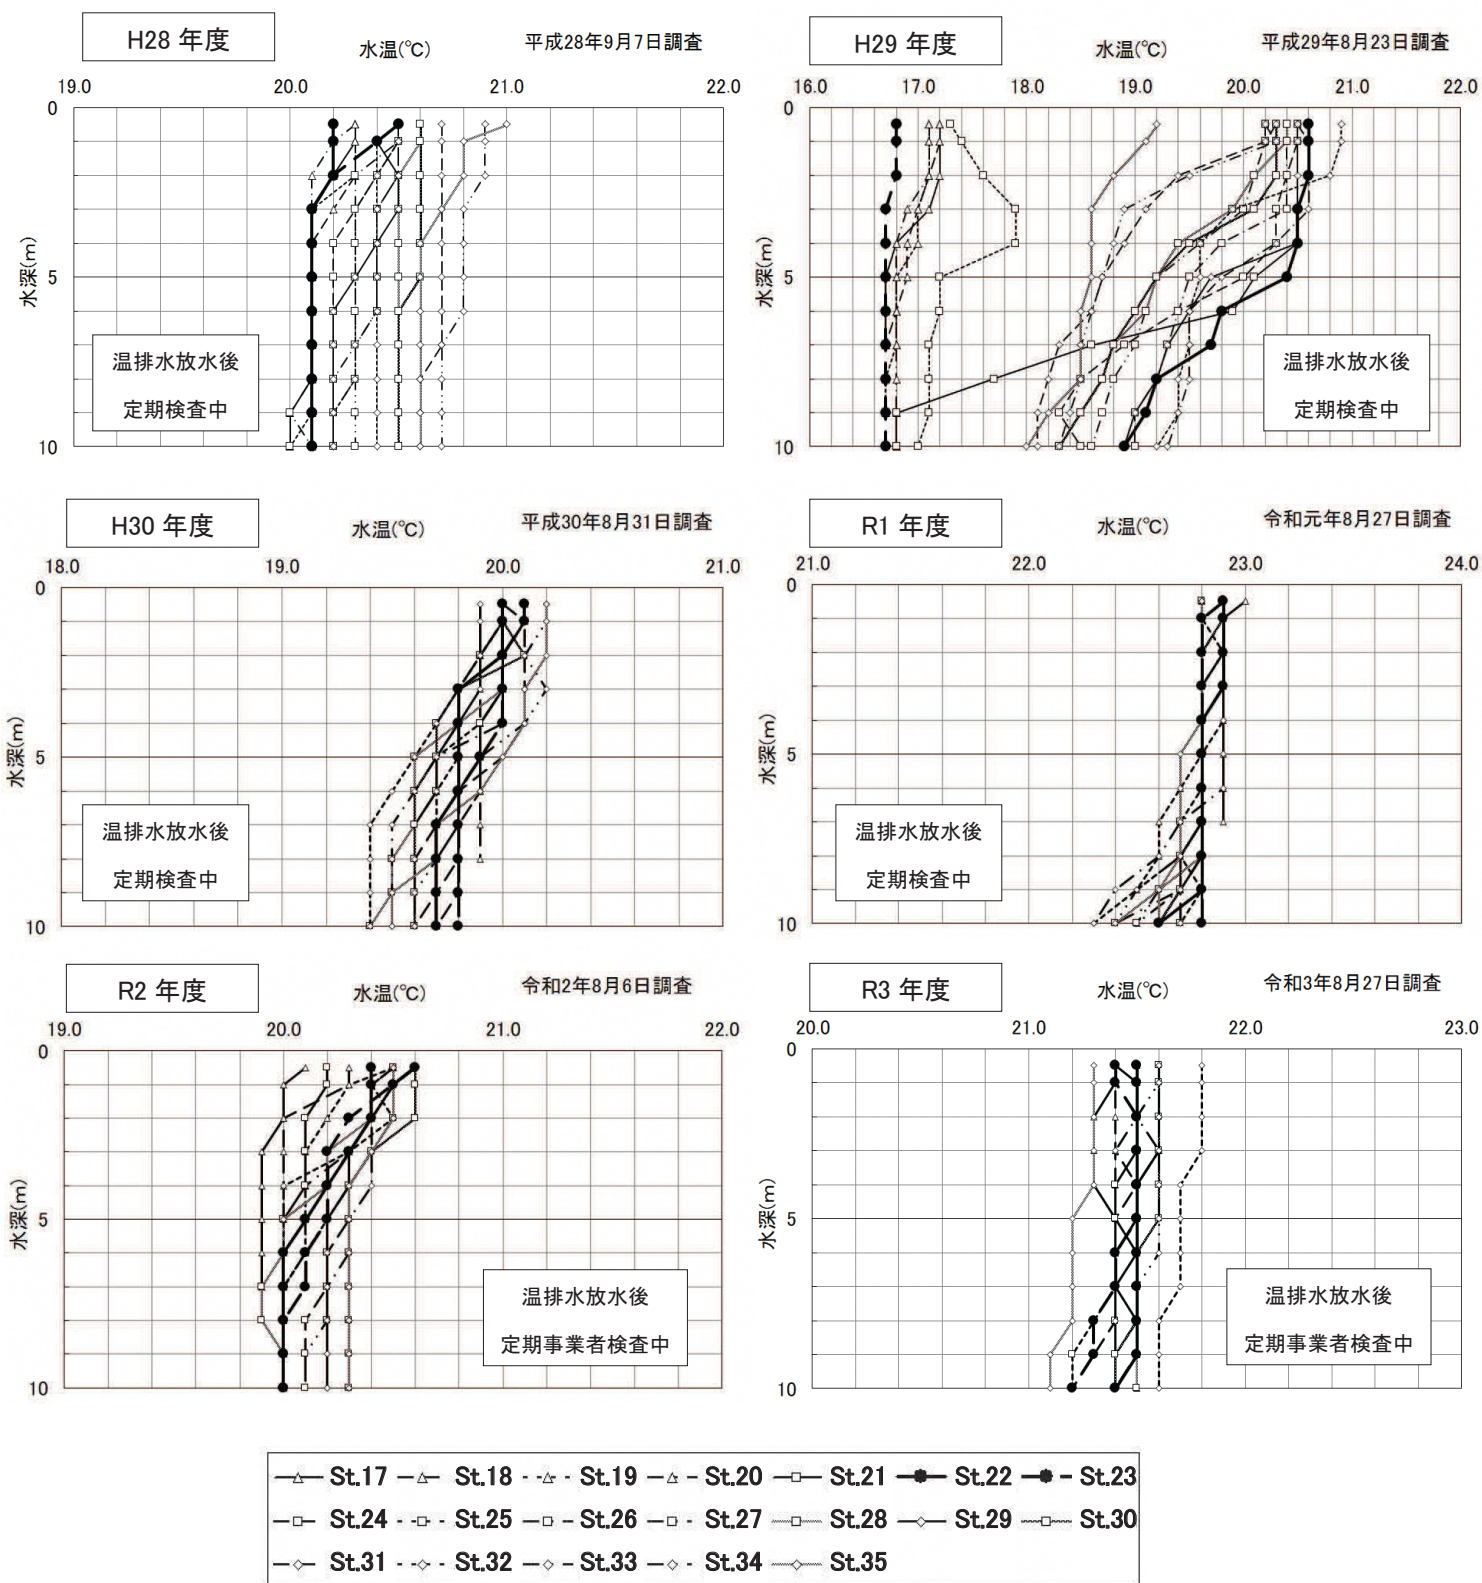 H28 年度
水温(℃)
平成28年9月7日調査
19.0 20.0 21.0 22.0
0
5
10
水深(m)
温排水放水後
定期検査中
H29 年度
水温(℃)
平成29年8月23日調査
16.0 17.0 18.0 19.0 20.0 21.0 22.0
0
5
10
水深(m)
温排水放水後
定期検査中
H30 年度
水温(℃)
平成30年8月31日調査
18.0 19.0 20.0 21.0
0
5
10
水深(m)
温排水放水後
定期検査中
R1 年度
水温(℃)
令和元年8月27日調査
21.0 22.0 23.0 24.0
0
5
10
水深(m)
温排水放水後
定期検査中
R2 年度
水温(℃)
令和2年8月6日調査
19.0 20.0 21.0 22.0
0
5
10
水深(m)
温排水放水後
定期事業者検査中
R3 年度
水温(℃)
令和3年8月27日調査
20.0 21.0 22.0 23.0
0
5
10
水深(m)
温排水放水後
定期事業者検査中
St.17 St.18 St.19 St.20 St.21 St.22 St.23
St.24 St.25 St.26 St.27 St.28 St.29 St.30
St.31 St.32 St.33 St.34 St.35